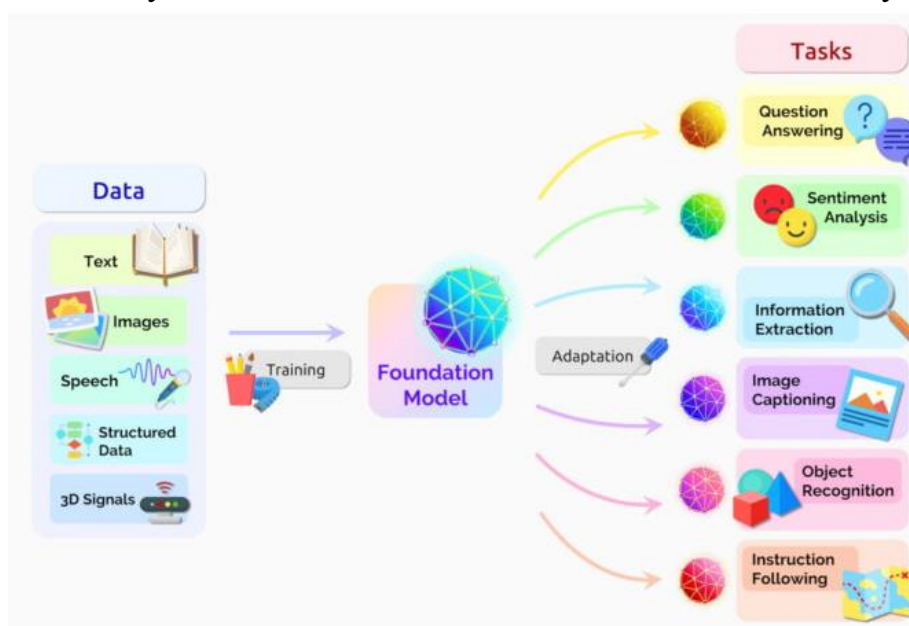 Tasks
Question
Answering
Data
Sentiment
Analysis
Text
Images
Information
Extraction
Training
Foundation
Model
Adaptation
Speech
Image
Captioning
Structured
Data
Object
Recognition
3D Signals
Instruction
Following